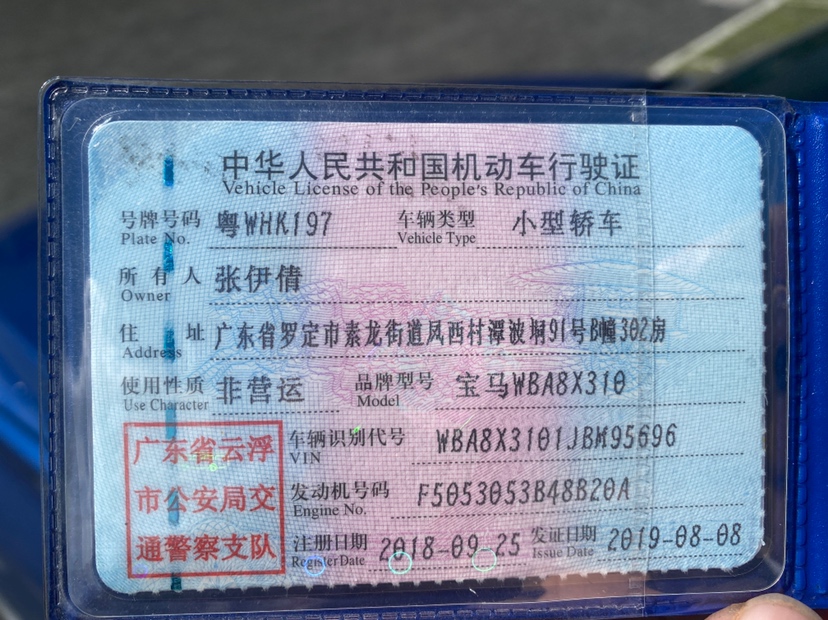 中华人民共和国机动车行驶证
Vehicle License of the People's Republic of China
号牌号码 粤WHK197 车辆类型 小型轿车
Plate No. Vehicle Type
所有人 张伊倩
Owner
住址 广东省罗定市素龙街道凤西村潭波垌91号B幢302房
Address
使用性质 非营运 品牌型号 宝马WBA8X310
Use Character Model
广东省云浮
市公安局交
通警察支队
车辆识别代号 WBA8X3101JBM95696
VIN
发动机号码 F5053053B48B20A
Engine No.
注册日期 2018-09-25 发证日期 2019-08-08
Register Date Issue Date